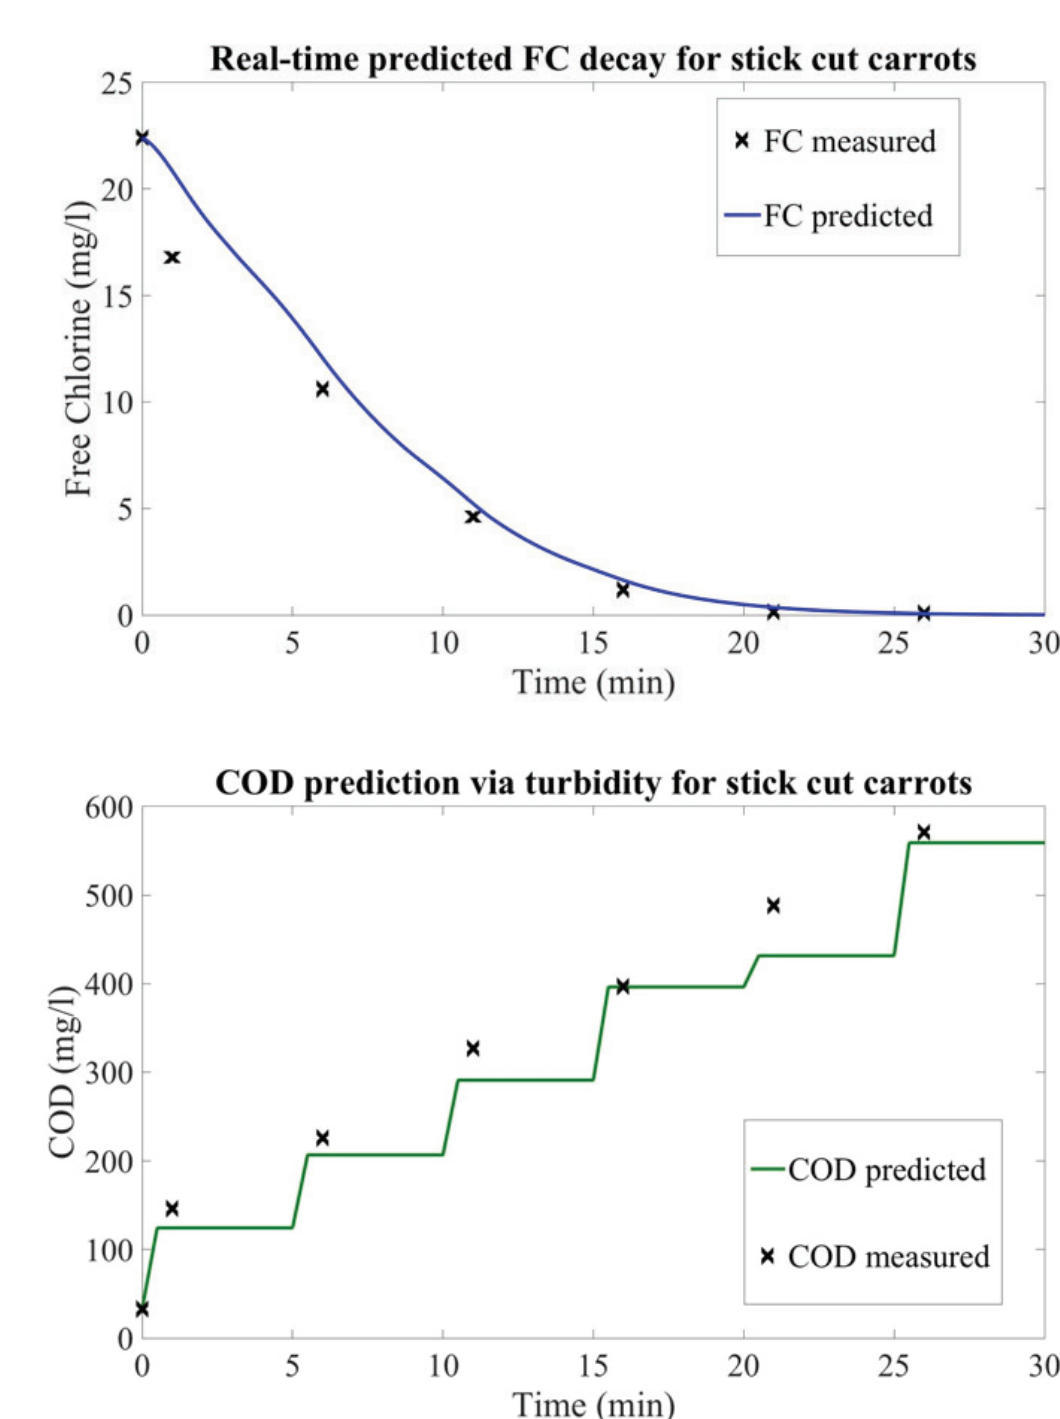 Real-time predicted FC decay for stick cut carrots
25
20
15
10
5
0
Free Chlorine (mg/l)
FC measured
FC predicted
0 5 10 15 20 25 30
Time (min)
COD prediction via turbidity for stick cut carrots
600
500
400
300
200
100
0
COD (mg/l)
COD predicted
COD measured
0 5 10 15 20 25 30
Time (min)